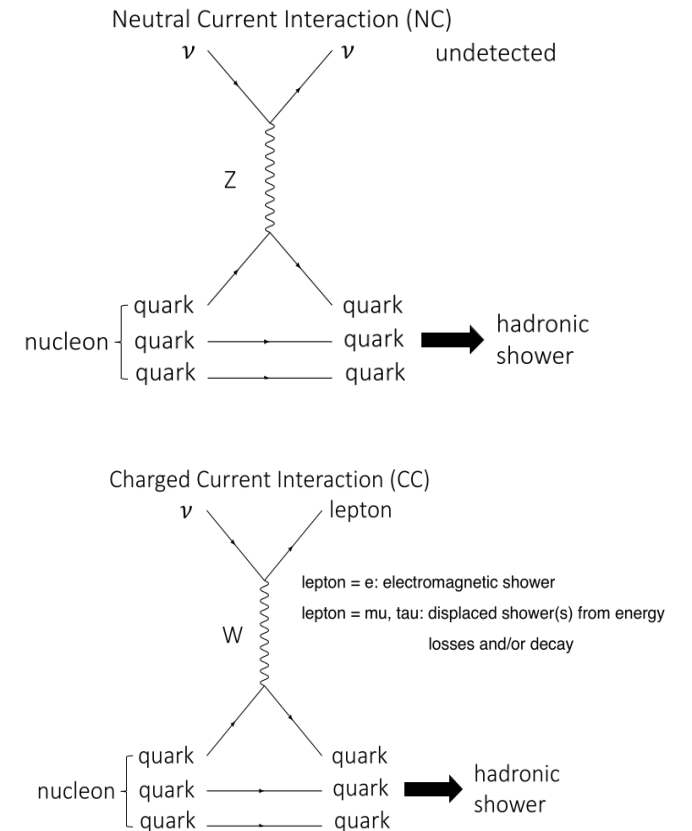 Neutral Current Interaction (NC)
ν ν undetected
Z
quark quark
nucleon quark quark hadronic shower
quark quark
Charged Current Interaction (CC)
ν lepton
lepton = e: electromagnetic shower
lepton = mu, tau: displaced shower(s) from energy
losses and/or decay
W
quark quark
nucleon quark quark hadronic shower
quark quark